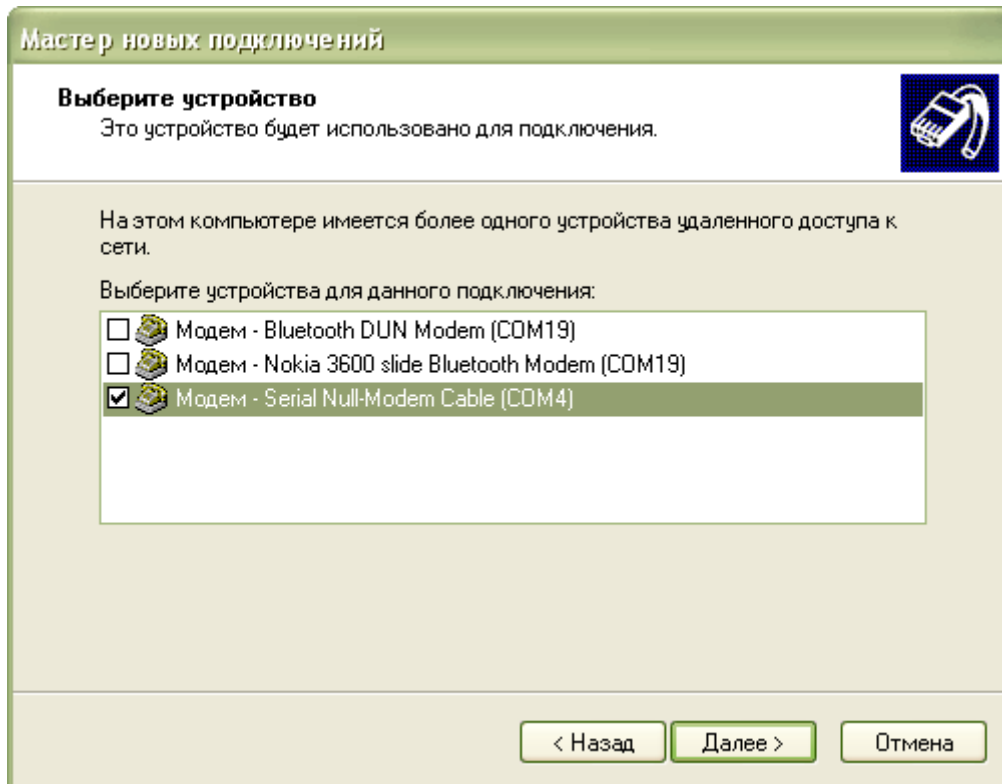 Мастер новых подключений
Выберите устройство
Это устройство будет использовано для подключения.
На этом компьютере имеется более одного устройства удаленного доступа к
сети.
Выберите устройства для данного подключения:
Модем - Bluetooth DUN Modem (COM19)
Модем - Nokia 3600 slide Bluetooth Modem (COM19)
Модем - Serial Null-Modem Cable (COM4)
< Назад Далее > Отмена